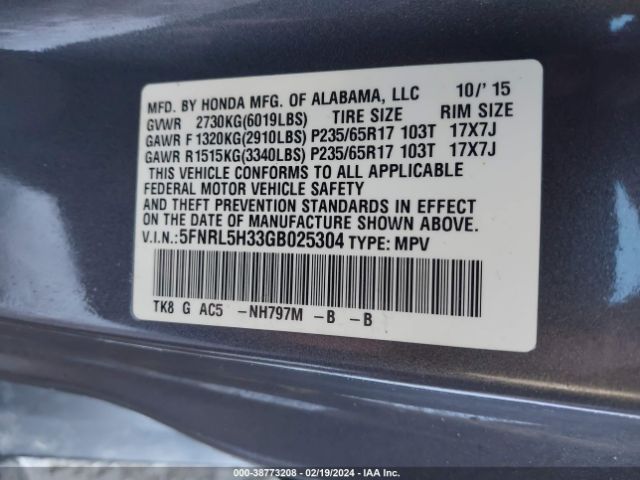 MFD. BY HONDA MFG. OF ALABAMA, LLC 10/'15
GVWR 2730KG(6019LBS) TIRE SIZE RIM SIZE
GAWR F 1320KG(2910LBS) P235/65R17 103T 17X7J
GAWR R1515KG(3340LBS) P235/65R17 103T 17X7J
THIS VEHICLE CONFORMS TO ALL APPLICABLE
FEDERAL MOTOR VEHICLE SAFETY
AND THEFT PREVENTION STANDARDS IN EFFECT
ON THE DATE OF MANUFACTURE SHOWN ABOVE.
V.I.N.:5FNRL5H33GB025304 TYPE: MPV
TK8 G AC5 -NH797M -B -B
000-38773208 - 02/19/2024 - IAA Inc.